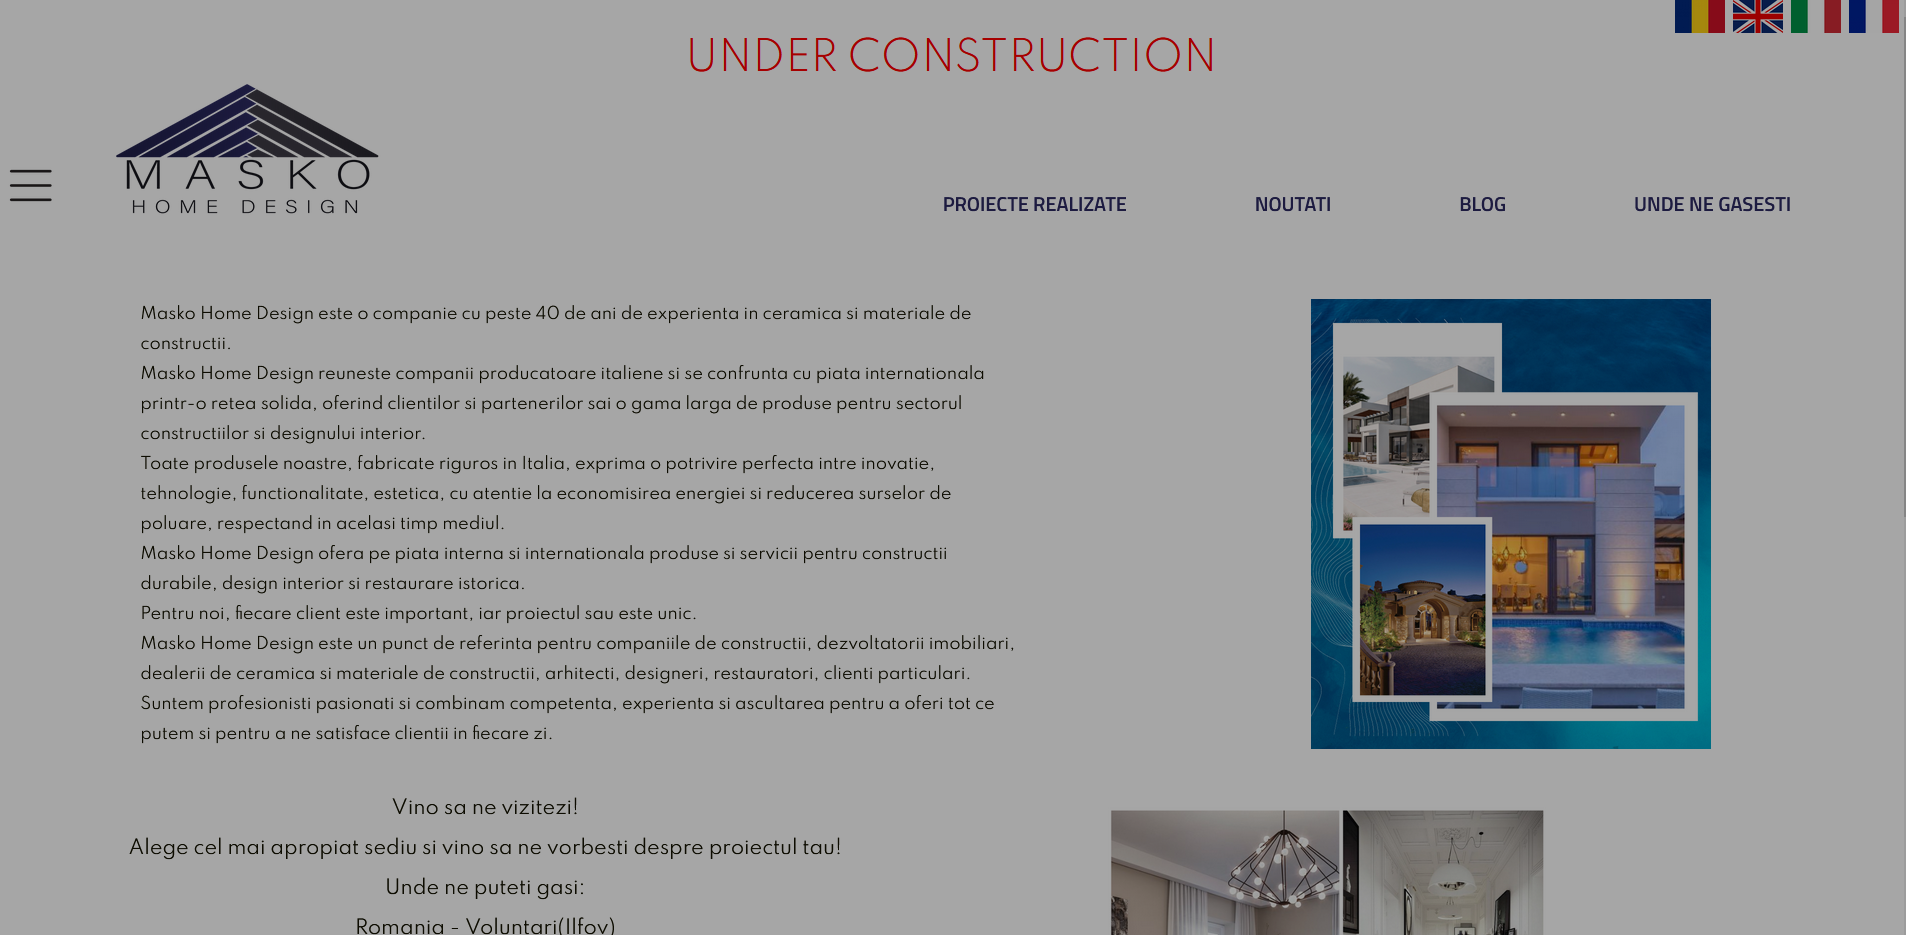 UNDER CONSTRUCTION
MASKO
HOME DESIGN
PROIECTE REALIZATE
NOUTATI
BLOG
UNDE NE GASESTI
Masko Home Design este o companie cu peste 40 de ani de experienta in ceramica si materiale de
constructii.
Masko Home Design reuneste companii producatoare italiene si se confrunta cu piata internationala
printr-o retea solida, oferind clientilor si partenerilor sai o gama larga de produse pentru sectorul
constructiilor si designului interior.
Toate produsele noastre, fabricate riguros in Italia, exprima o potrivire perfecta intre inovatie,
tehnologie, functionalitate, estetica, cu atentie la economisirea energiei si reducerea surselor de
poluare, respectand in acelasi timp mediul.
Masko Home Design ofera pe piata interna si internationala produse si servicii pentru constructii
durabile, design interior si restaurare istorica.
Pentru noi, fiecare client este important, iar proiectul sau este unic.
Masko Home Design este un punct de referinta pentru companiile de constructii, dezvoltatorii imobiliari,
dealerii de ceramica si materiale de constructii, arhitecti, designeri, restauratori, clienti particulari.
Suntem profesionisti pasionati si combinam competenta, experienta si ascultarea pentru a oferi tot ce
putem si pentru a ne satisface clientii in fiecare zi.
Vino sa ne vizitezi!
Alege cel mai apropiat sediu si vino sa ne vorbesti despre proiectul tau!
Unde ne puteti gasi:
Romania - Voluntari(Ilfov)